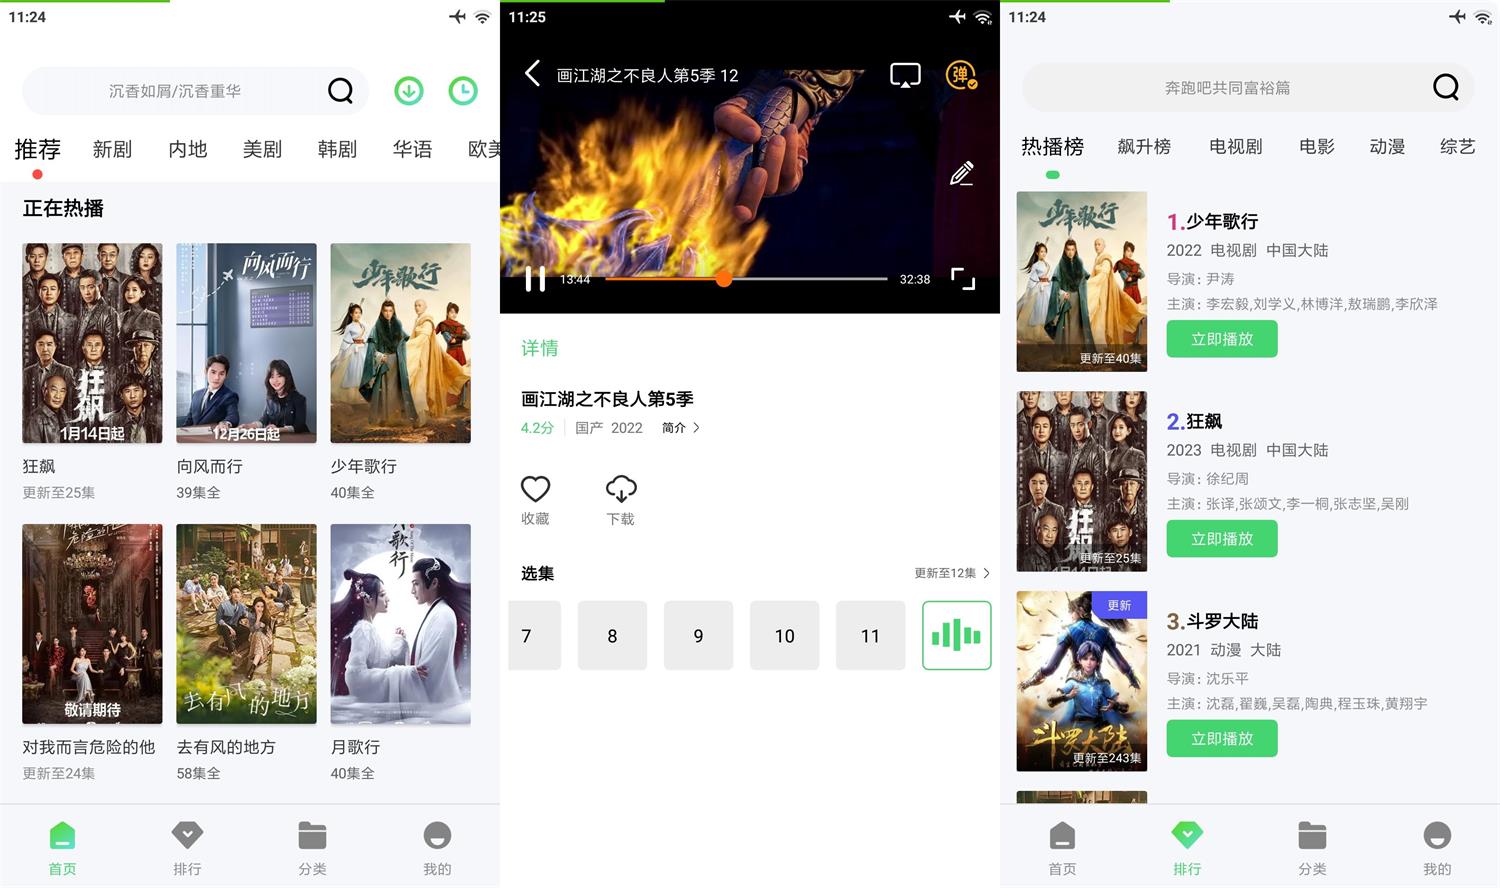 11:24
沉香如屑/沉香重华
推荐 新剧 内地 美剧 韩剧 华语 欧美
正在热播
狂飙
1月14日起
向风而行
12月26日起
少年歌行
狂飙 向风而行 少年歌行
更新至25集 39集全 40集全
敬请期待
去有风的地方
月歌行
对我而言危险的他 去有风的地方 月歌行
更新至24集 58集全 40集全
首页 排行 分类 我的
11:25
画江湖之不良人第5季 12
弹
13:44 32:38
详情
画江湖之不良人第5季
4.2分 国产 2022 简介
收藏 下载
选集 更新至12集
7 8 9 10 11
11:24
奔跑吧共同富裕篇
热播榜 飙升榜 电视剧 电影 动漫 综艺
少年歌行
更新至40集
1.少年歌行
2022 电视剧 中国大陆
导演: 尹涛
主演: 李宏毅,刘学义,林博洋,敖瑞鹏,李欣泽
立即播放
狂飙
更新至25集
1月14日起
2.狂飙
2023 电视剧 中国大陆
导演: 徐纪周
主演: 张译,张颂文,李一桐,张志坚,吴刚
立即播放
更新
斗罗大陆
更新至243集
3.斗罗大陆
2021 动漫 大陆
导演: 沈乐平
主演: 沈磊,翟巍,吴磊,陶典,程玉珠,黄翔宇
立即播放
首页 排行 分类 我的